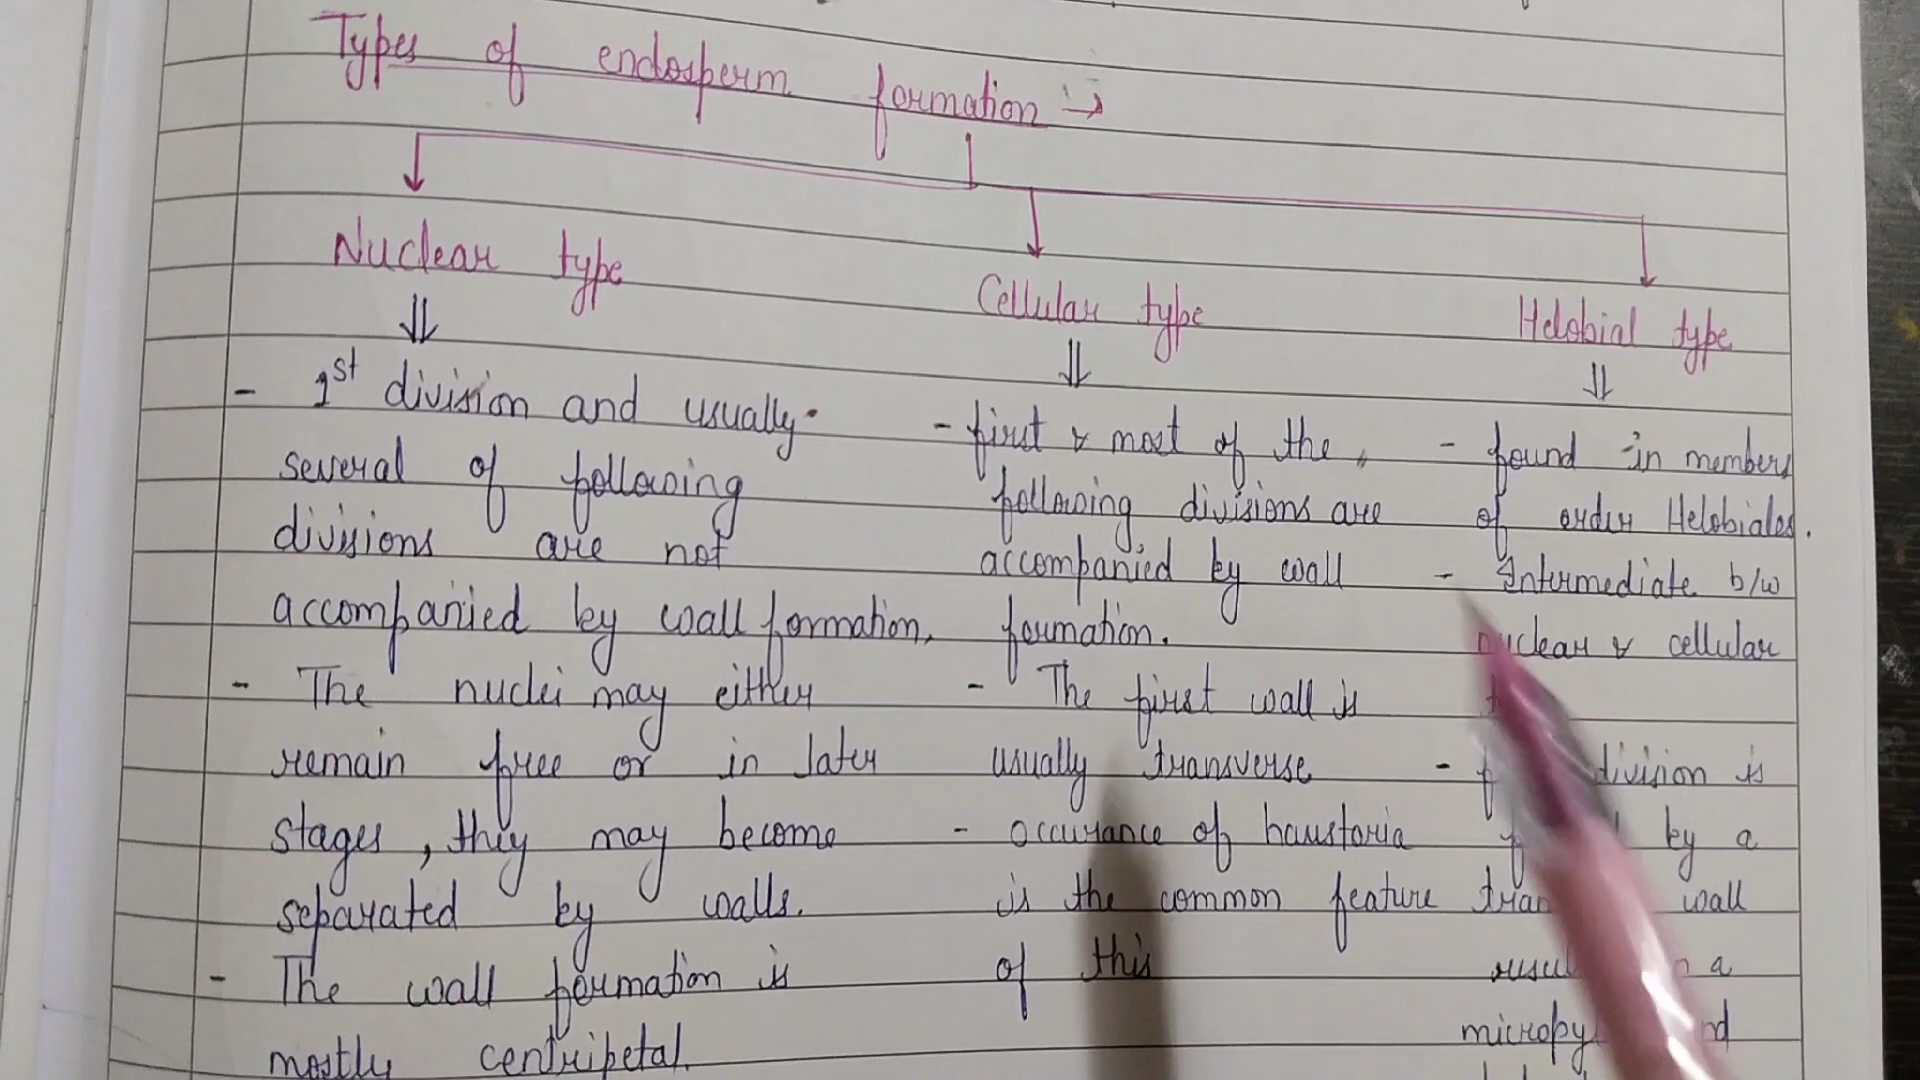 Types of endosperm formation :→
Nuclear type
Cellular type
Helobial type
- 1st division and usually
several of following
divisions are not
accompanied by wall formation.
- The nuclei may either
remain free or in later
stages, they may become
separated by walls.
- The wall formation is
mostly centripetal.
- first & most of the
following divisions are
accompanied by wall
formation.
- The first wall is
usually transverse
- occurance of haustoria
is the common feature
of this
- found in members
of order Helobiales.
- Intermediate b/w
nuclear & cellular
- division is
by a
wall
a